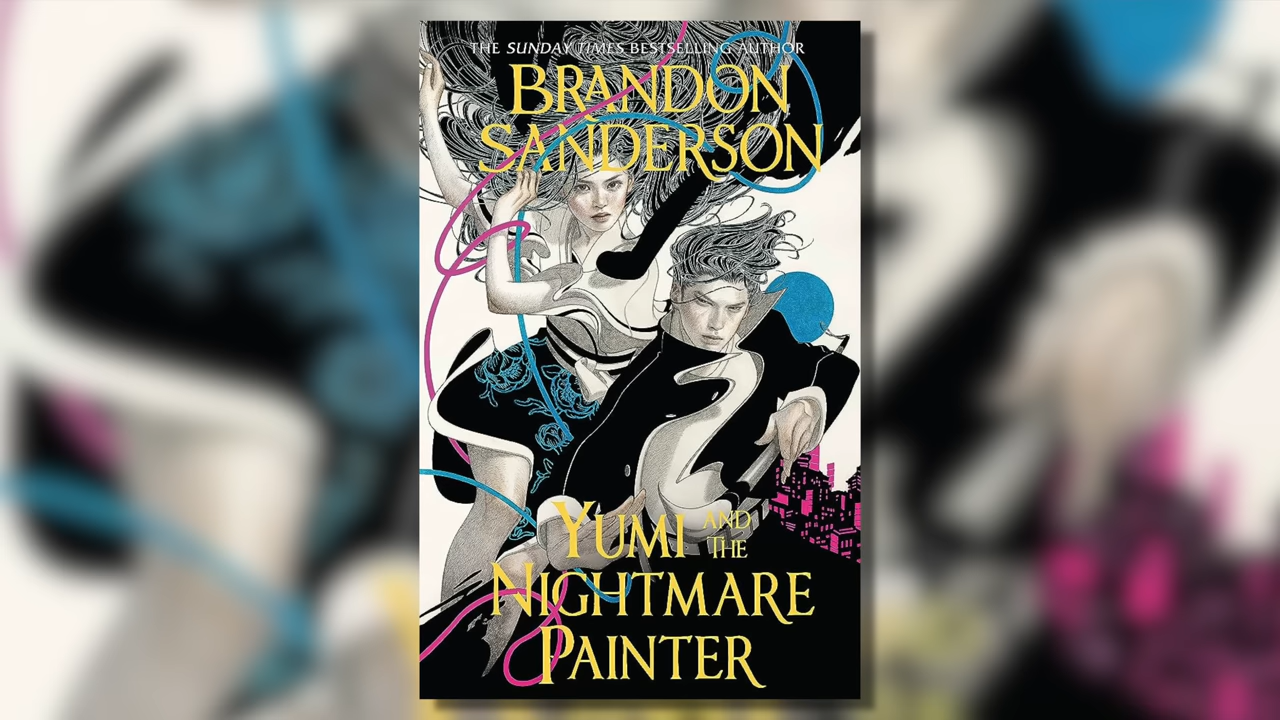 THE SUNDAY TIMES BESTSELLING AUTHOR
BRANDON
SANDERSON
YUMI AND THE
NIGHTMARE
PAINTER